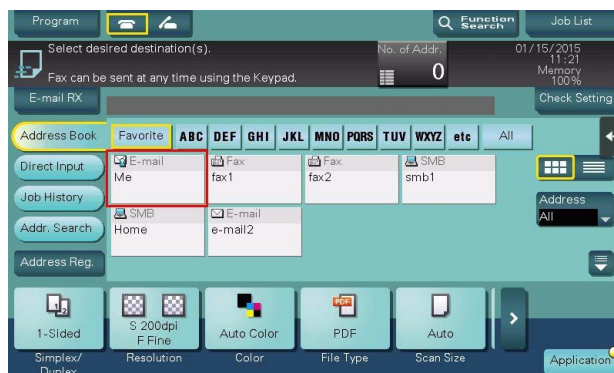 Program
Function Search
Job List
Select desired destination(s).
Fax can be sent at any time using the Keypad.
No. of Addr.
0
01/15/2015
11:21
Memory
100%
E-mail RX
Check Setting
Address Book
Favorite ABC DEF GHI JKL MNO PQRS TUV WXYZ etc All
Direct Input
Job History
Addr. Search
Address Reg.
E-mail
Me
Fax
fax1
Fax
fax2
SMB
smb1
SMB
Home
E-mail
e-mail2
Address
All
1-Sided
S 200dpi
F Fine
Auto Color
PDF
PDF
Auto
Simplex/
Duplex
Resolution
Color
File Type
Scan Size
Application